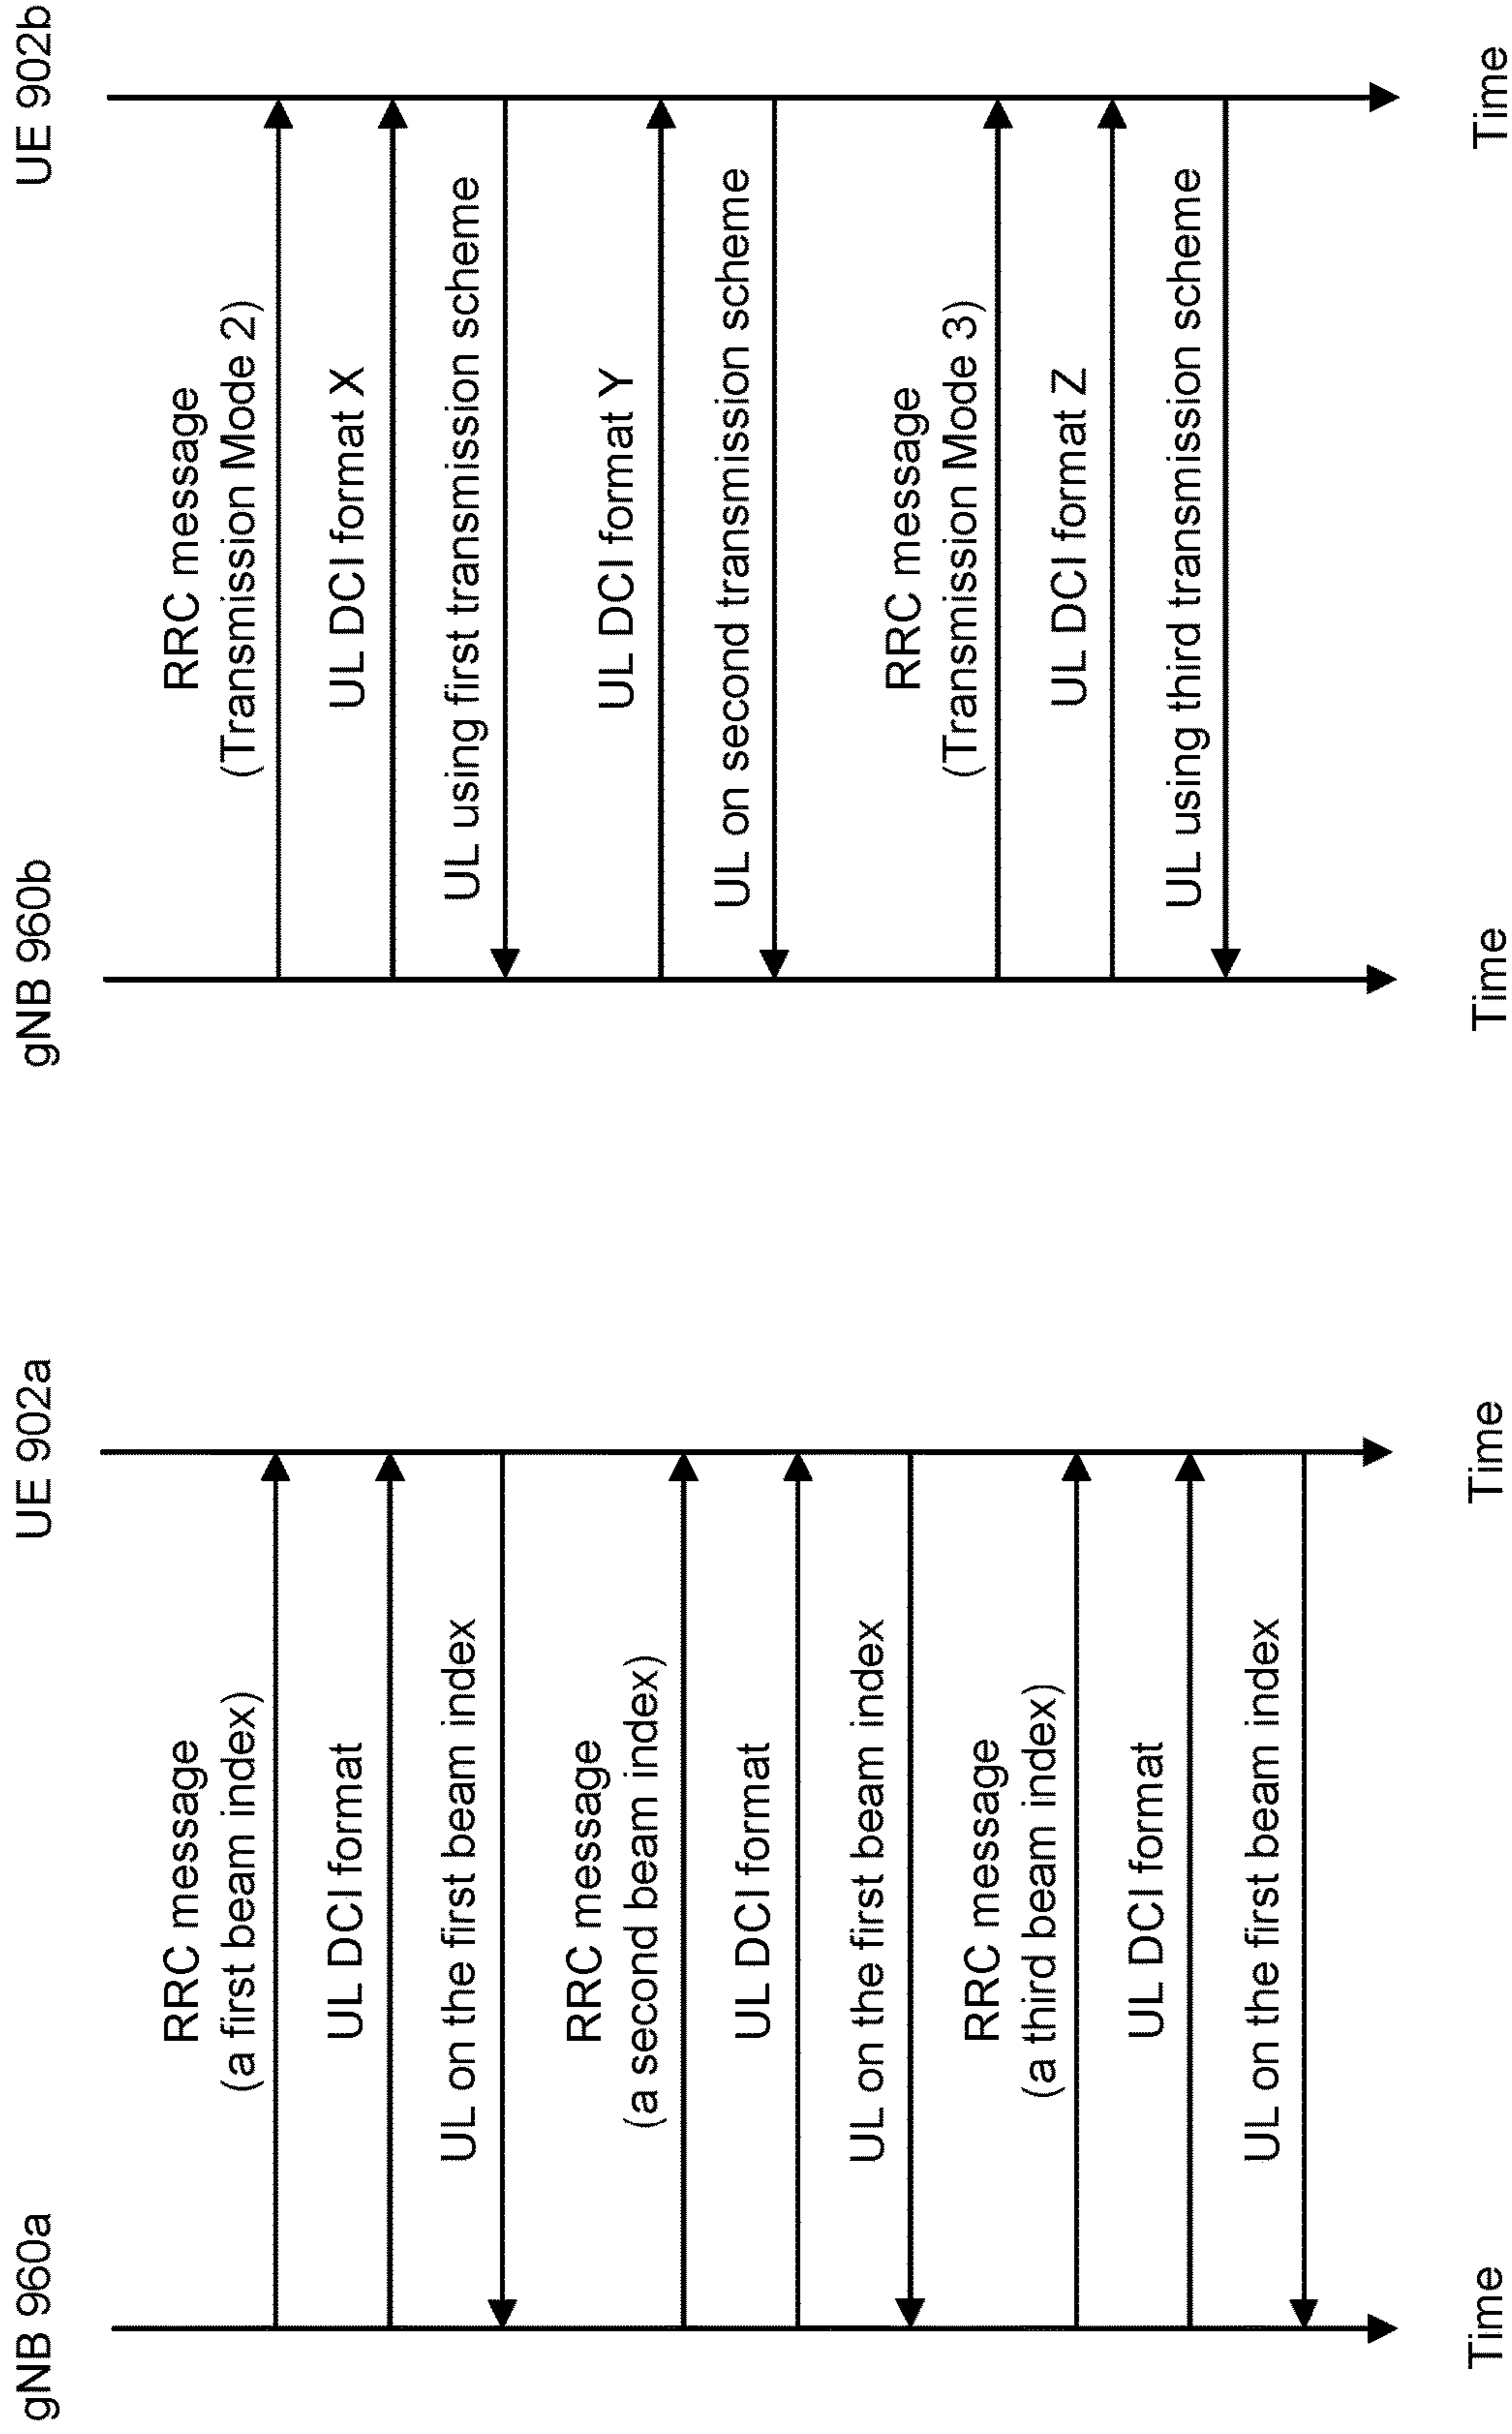 gNB 960a
UE 902a
RRC message
(a first beam index)
UL DCI format
UL on the first beam index
RRC message
(a second beam index)
UL DCI format
UL on the first beam index
RRC message
(a third beam index)
UL DCI format
UL on the first beam index
Time
Time
gNB 960b
UE 902b
RRC message
(Transmission Mode 2)
UL DCI format X
UL using first transmission scheme
UL DCI format Y
UL on second transmission scheme
RRC message
(Transmission Mode 3)
UL DCI format Z
UL using third transmission scheme
Time
Time